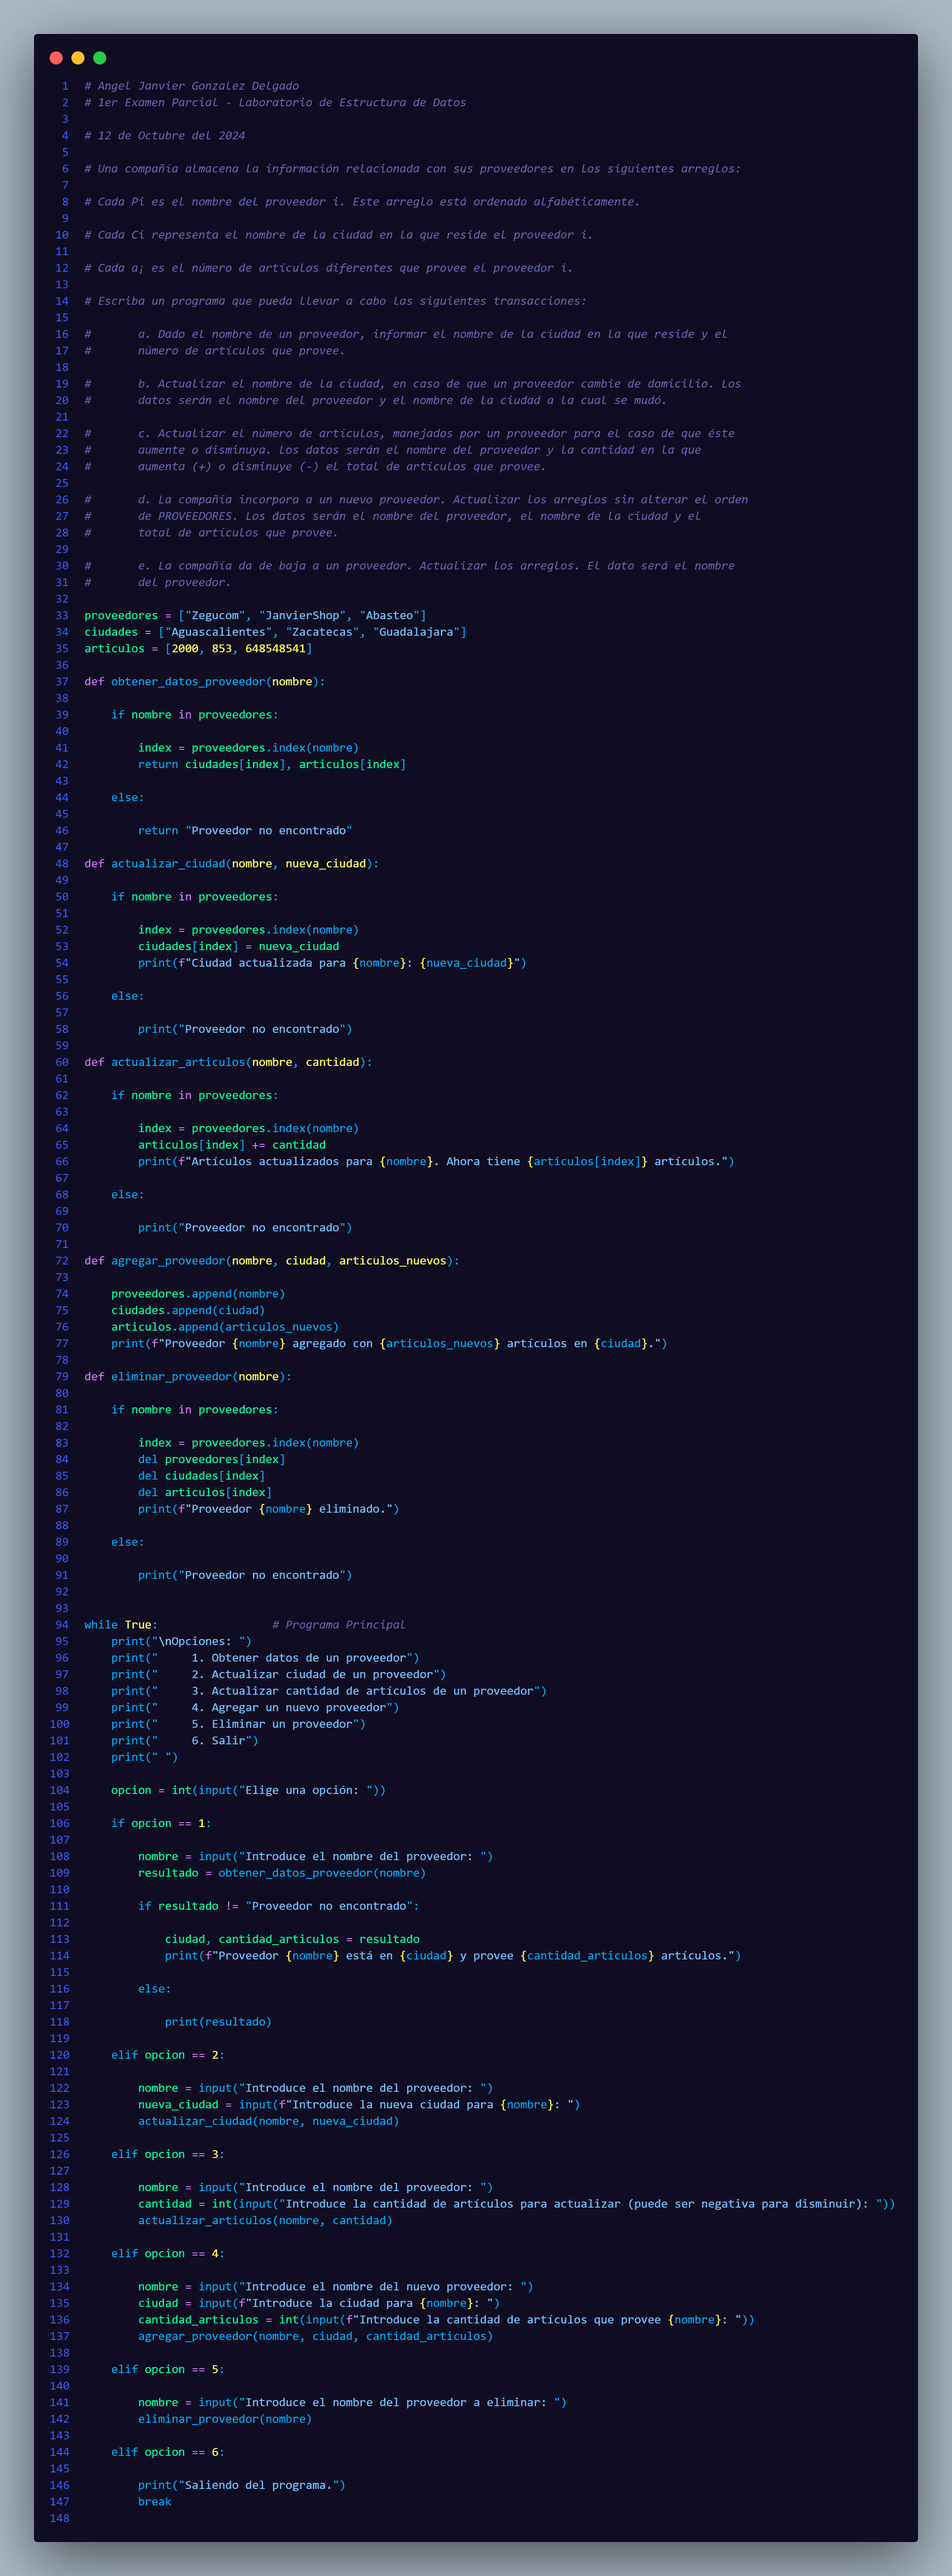 1 # Angel Janvier Gonzalez Delgado
2 # 1er Examen Parcial - Laboratorio de Estructura de Datos
3
4 # 12 de Octubre del 2024
5
6 # Una compañía almacena la información relacionada con sus proveedores en los siguientes arreglos:
7
8 # Cada Pi es el nombre del proveedor i. Este arreglo está ordenado alfabéticamente.
9
10 # Cada Ci representa el nombre de la ciudad en la que reside el proveedor i.
11
12 # Cada a¡ es el número de artículos diferentes que provee el proveedor i.
13
14 # Escriba un programa que pueda llevar a cabo las siguientes transacciones:
15
16 #       a. Dado el nombre de un proveedor, informar el nombre de la ciudad en la que reside y el
17 #       número de artículos que provee.
18
19 #       b. Actualizar el nombre de la ciudad, en caso de que un proveedor cambie de domicilio. Los
20 #       datos serán el nombre del proveedor y el nombre de la ciudad a la cual se mudó.
21
22 #       c. Actualizar el número de artículos, manejados por un proveedor para el caso de que éste
23 #       aumente o disminuya. Los datos serán el nombre del proveedor y la cantidad en la que
24 #       aumenta (+) o disminuye (-) el total de artículos que provee.
25
26 #       d. La compañía incorpora a un nuevo proveedor. Actualizar los arreglos sin alterar el orden
27 #       de PROVEEDORES. Los datos serán el nombre del proveedor, el nombre de la ciudad y el
28 #       total de artículos que provee.
29
30 #       e. La compañía da de baja a un proveedor. Actualizar los arreglos. El dato será el nombre
31 #       del proveedor.
32
33 proveedores = ["Zegucom", "JanvierShop", "Abasteo"]
34 ciudades = ["Aguascalientes", "Zacatecas", "Guadalajara"]
35 articulos = [2000, 853, 648548541]
36
37 def obtener_datos_proveedor(nombre):
38
39     if nombre in proveedores:
40
41         index = proveedores.index(nombre)
42         return ciudades[index], articulos[index]
43
44     else:
45
46         return "Proveedor no encontrado"
47
48 def actualizar_ciudad(nombre, nueva_ciudad):
49
50     if nombre in proveedores:
51
52         index = proveedores.index(nombre)
53         ciudades[index] = nueva_ciudad
54         print(f"Ciudad actualizada para {nombre}: {nueva_ciudad}")
55
56     else:
57
58         print("Proveedor no encontrado")
59
60 def actualizar_articulos(nombre, cantidad):
61
62     if nombre in proveedores:
63
64         index = proveedores.index(nombre)
65         articulos[index] += cantidad
66         print(f"Artículos actualizados para {nombre}. Ahora tiene {articulos[index]} artículos.")
67
68     else:
69
70         print("Proveedor no encontrado")
71
72 def agregar_proveedor(nombre, ciudad, articulos_nuevos):
73
74     proveedores.append(nombre)
75     ciudades.append(ciudad)
76     articulos.append(articulos_nuevos)
77     print(f"Proveedor {nombre} agregado con {articulos_nuevos} artículos en {ciudad}.")
78
79 def eliminar_proveedor(nombre):
80
81     if nombre in proveedores:
82
83         index = proveedores.index(nombre)
84         del proveedores[index]
85         del ciudades[index]
86         del articulos[index]
87         print(f"Proveedor {nombre} eliminado.")
88
89     else:
90
91         print("Proveedor no encontrado")
92
93
94 while True:                 # Programa Principal
95     print("\nOpciones: ")
96     print("     1. Obtener datos de un proveedor")
97     print("     2. Actualizar ciudad de un proveedor")
98     print("     3. Actualizar cantidad de artículos de un proveedor")
99     print("     4. Agregar un nuevo proveedor")
100     print("     5. Eliminar un proveedor")
101     print("     6. Salir")
102     print(" ")
103
104     opcion = int(input("Elige una opción: "))
105
106     if opcion == 1:
107
108         nombre = input("Introduce el nombre del proveedor: ")
109         resultado = obtener_datos_proveedor(nombre)
110
111         if resultado != "Proveedor no encontrado":
112
113             ciudad, cantidad_articulos = resultado
114             print(f"Proveedor {nombre} está en {ciudad} y provee {cantidad_articulos} artículos.")
115
116         else:
117
118             print(resultado)
119
120     elif opcion == 2:
121
122         nombre = input("Introduce el nombre del proveedor: ")
123         nueva_ciudad = input(f"Introduce la nueva ciudad para {nombre}: ")
124         actualizar_ciudad(nombre, nueva_ciudad)
125
126     elif opcion == 3:
127
128         nombre = input("Introduce el nombre del proveedor: ")
129         cantidad = int(input("Introduce la cantidad de artículos para actualizar (puede ser negativa para disminuir): "))
130         actualizar_articulos(nombre, cantidad)
131
132     elif opcion == 4:
133
134         nombre = input("Introduce el nombre del nuevo proveedor: ")
135         ciudad = input(f"Introduce la ciudad para {nombre}: ")
136         cantidad_articulos = int(input(f"Introduce la cantidad de artículos que provee {nombre}: "))
137         agregar_proveedor(nombre, ciudad, cantidad_articulos)
138
139     elif opcion == 5:
140
141         nombre = input("Introduce el nombre del proveedor a eliminar: ")
142         eliminar_proveedor(nombre)
143
144     elif opcion == 6:
145
146         print("Saliendo del programa.")
147         break
148